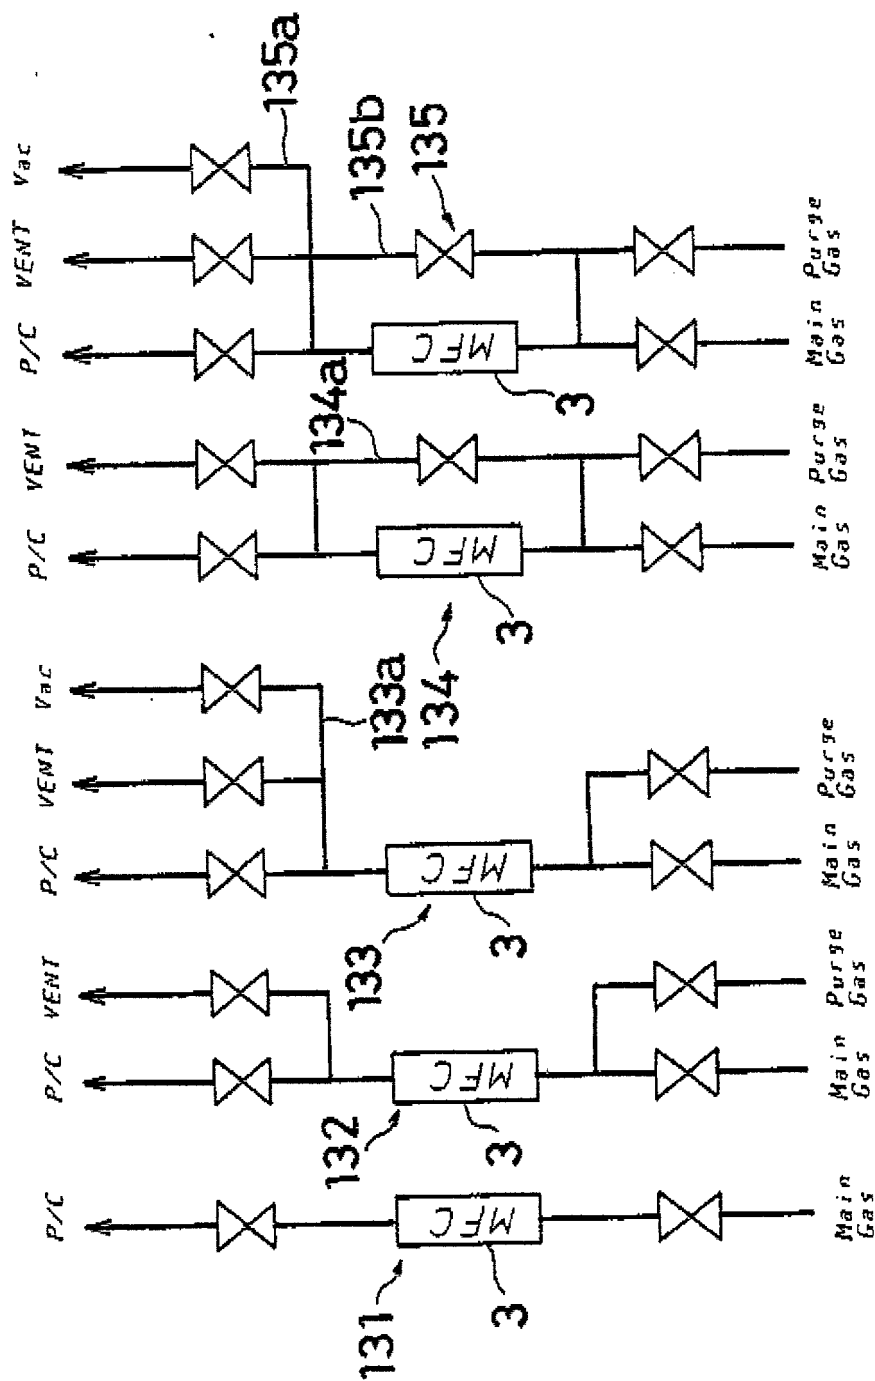 P/C
VENT
Vac
135a
135b
135
MFC
3
Main
Gas
Purge
Gas
P/C
VENT
134a
MFC
3
134
Main
Gas
Purge
Gas
P/C
VENT
Vac
133a
MFC
3
133
Main
Gas
Purge
Gas
P/C
VENT
MFC
3
132
Main
Gas
Purge
Gas
P/C
MFC
3
131
Main
Gas